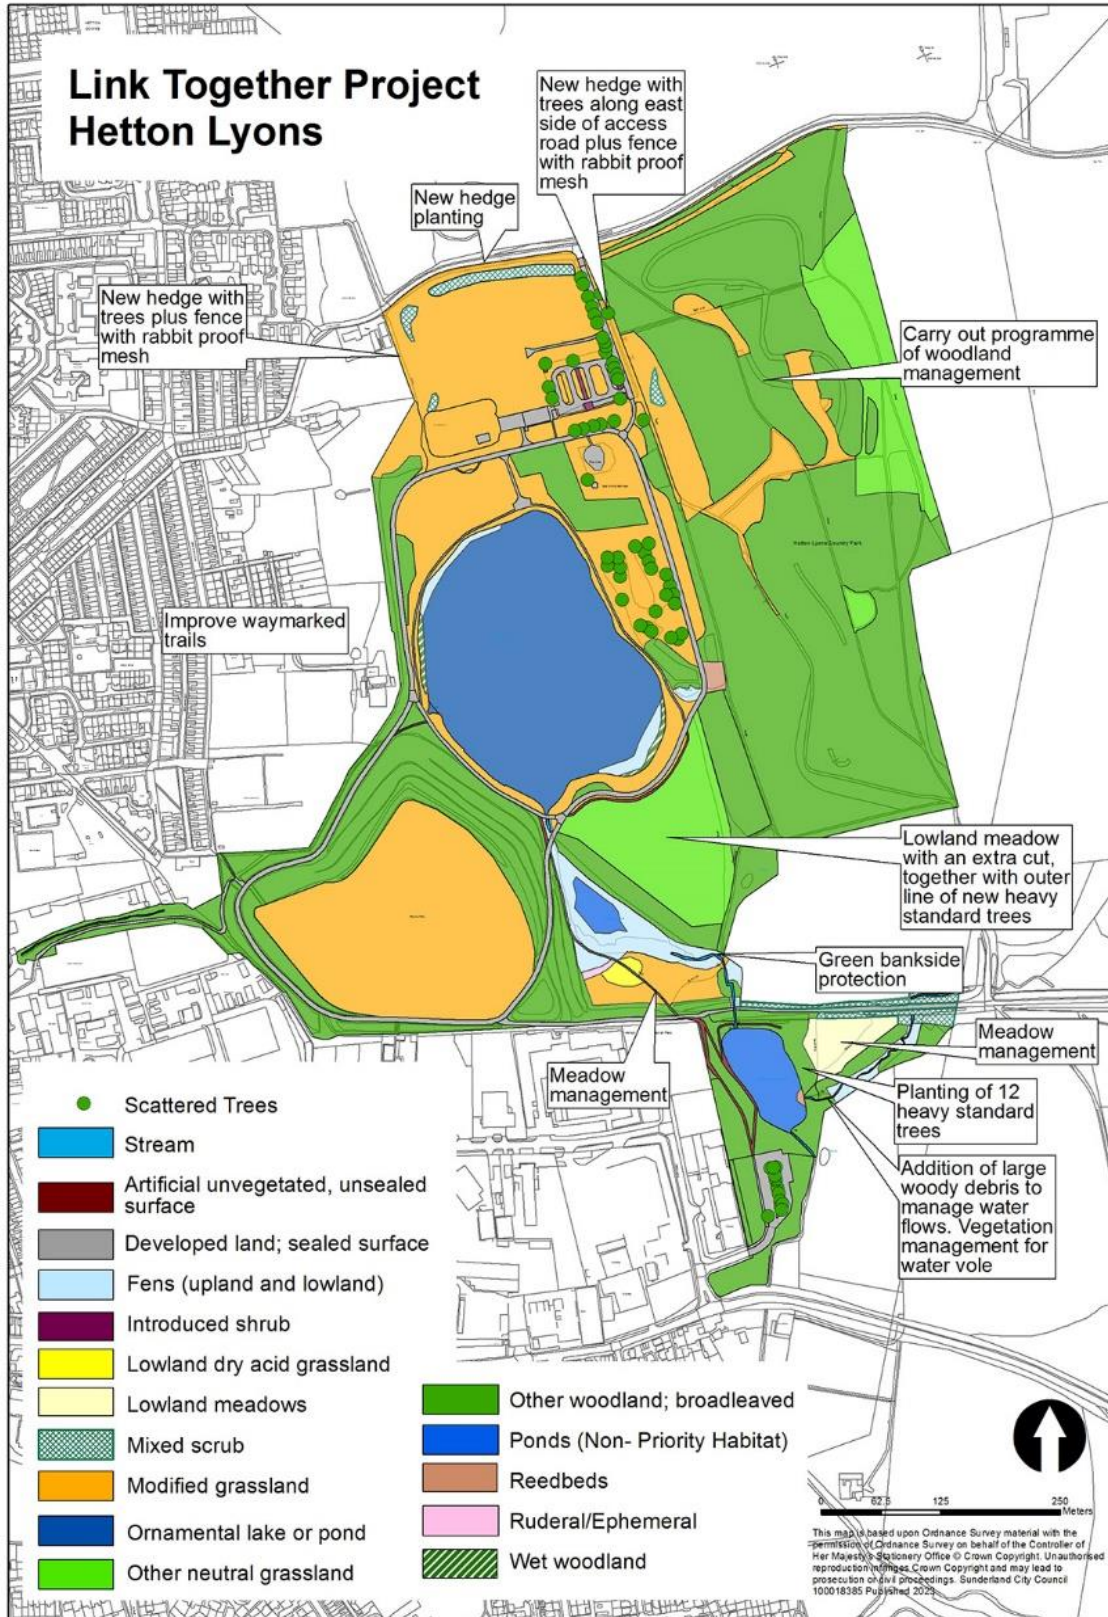 Link Together Project
Hetton Lyons
New hedge with
trees along east
side of access
road plus fence
with rabbit proof
mesh
New hedge
planting
New hedge with
trees plus fence
with rabbit proof
mesh
Carry out programme
of woodland
management
Hetton Lyons Country Park
Improve waymarked
trails
Lowland meadow
with an extra cut,
together with outer
line of new heavy
standard trees
Green bankside
protection
Meadow
management
Meadow
management
Planting of 12
heavy standard
trees
Addition of large
woody debris to
manage water
flows. Vegetation
management for
water vole
Scattered Trees
Stream
Artificial unvegetated, unsealed
surface
Developed land; sealed surface
Fens (upland and lowland)
Introduced shrub
Lowland dry acid grassland
Lowland meadows
Mixed scrub
Modified grassland
Ornamental lake or pond
Other neutral grassland
Other woodland; broadleaved
Ponds (Non- Priority Habitat)
Reedbeds
Ruderal/Ephemeral
Wet woodland
0 62.5 125 250
Meters
This map is based upon Ordnance Survey material with the
permission of Ordnance Survey on behalf of the Controller of
Her Majesty's Stationery Office © Crown Copyright. Unauthorised
reproduction infringes Crown Copyright and may lead to
prosecution or civil proceedings. Sunderland City Council
100018385 Published 2023